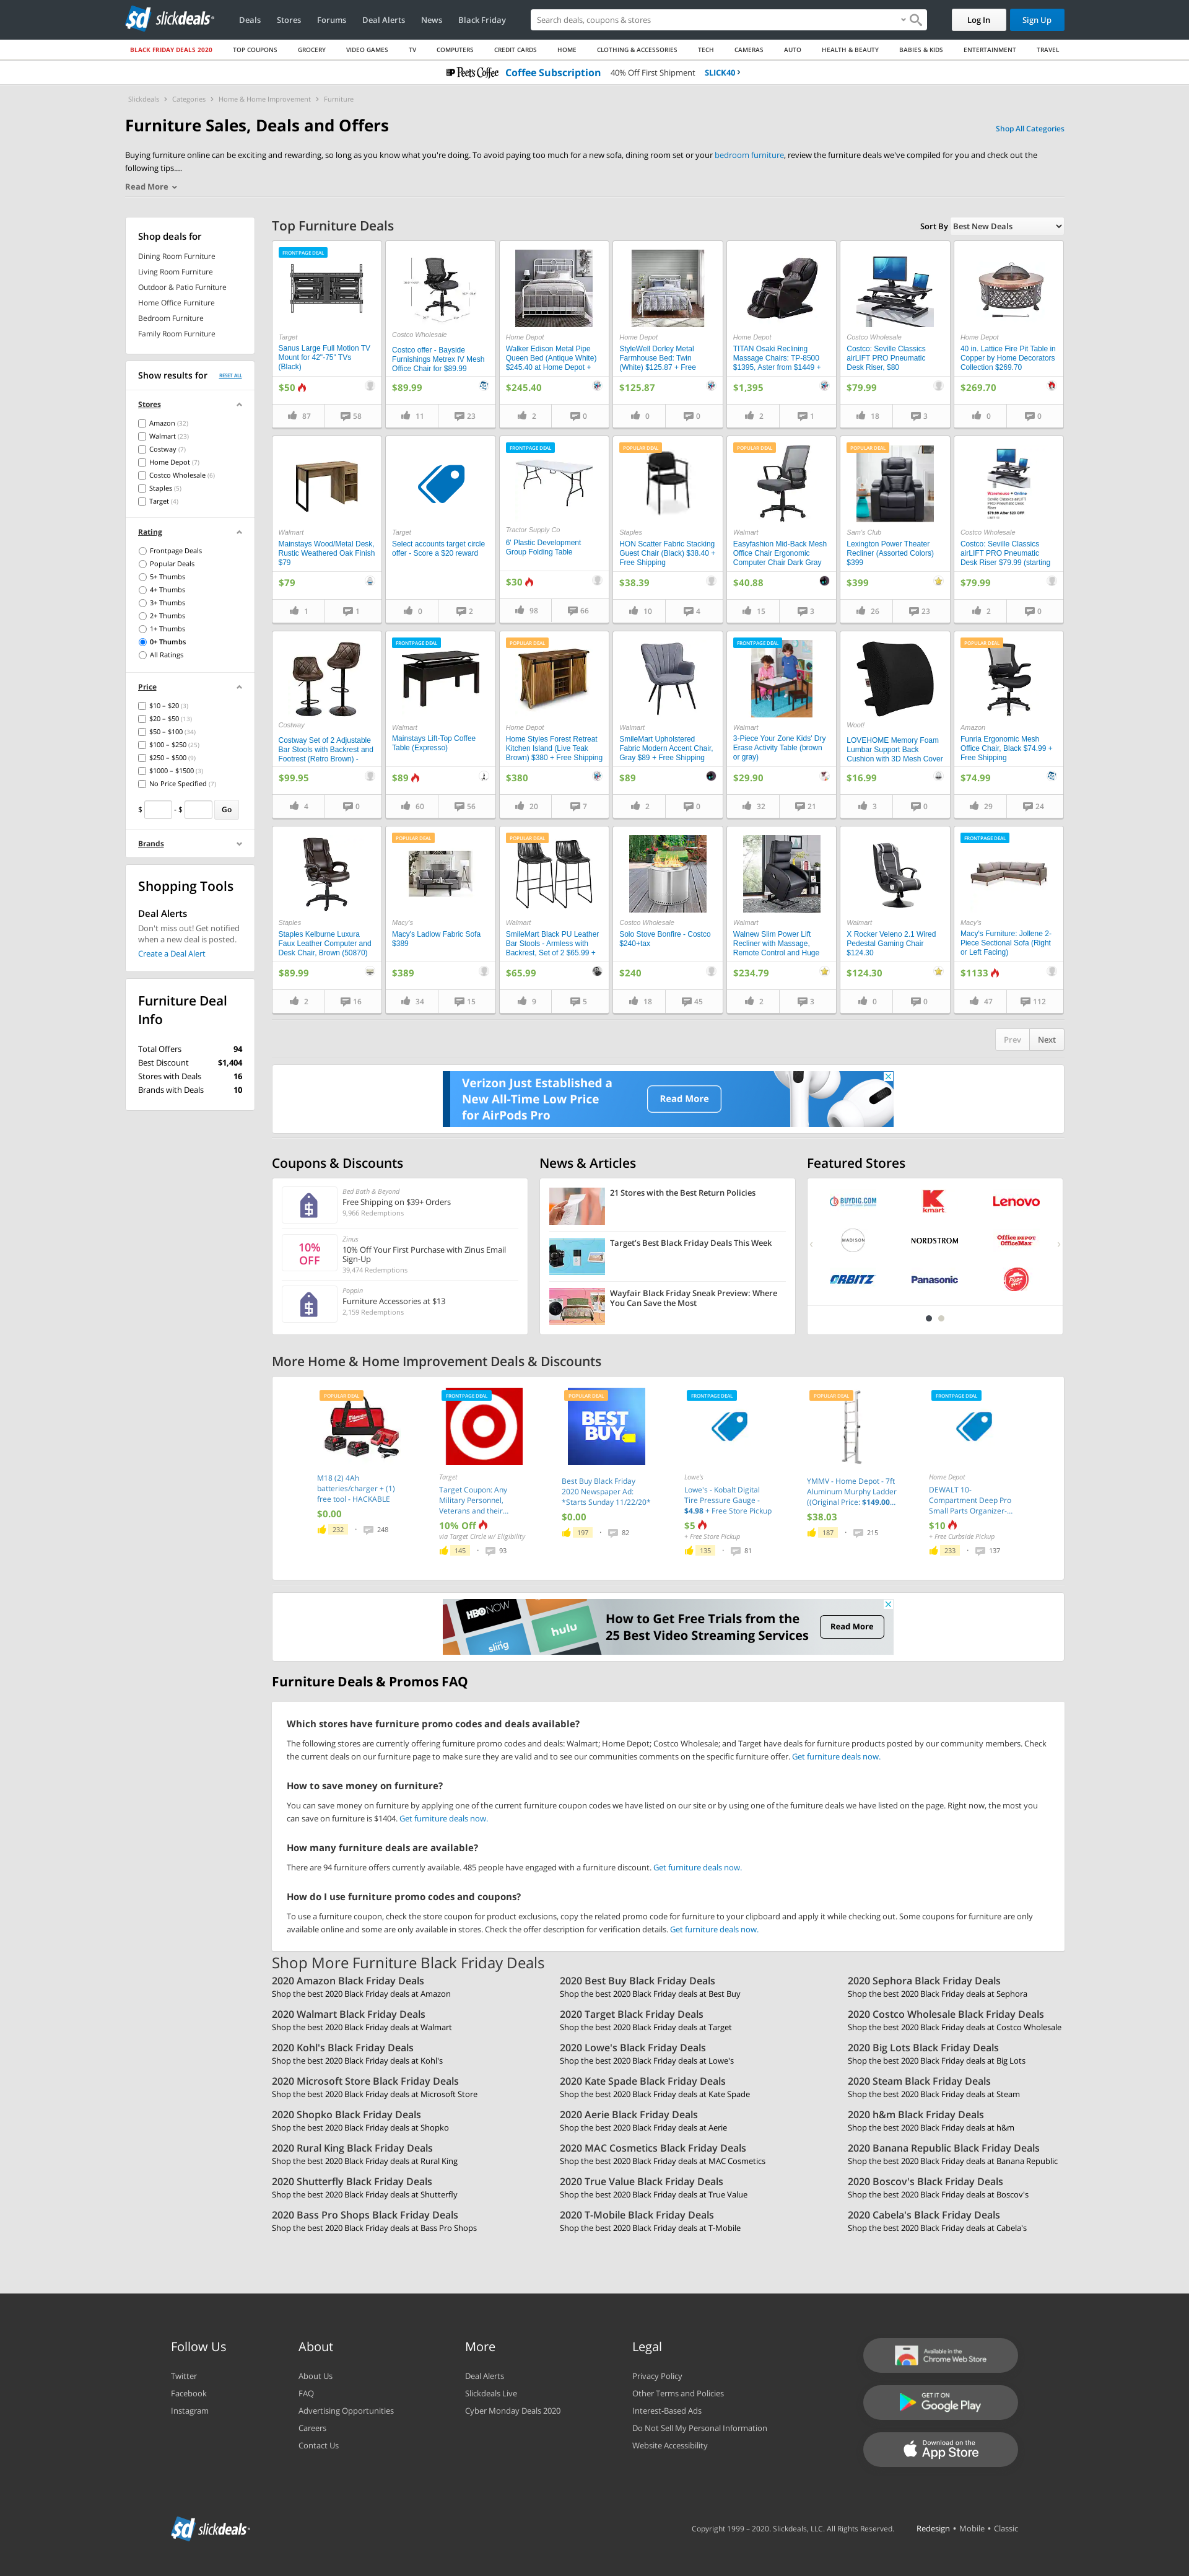 sd slickdeals
Deals Stores Forums Deal Alerts News Black Friday
Search deals, coupons & stores
Log In Sign Up
BLACK FRIDAY DEALS 2020 TOP COUPONS GROCERY VIDEO GAMES TV COMPUTERS CREDIT CARDS HOME CLOTHING & ACCESSORIES TECH CAMERAS AUTO HEALTH & BEAUTY BABIES & KIDS ENTERTAINMENT TRAVEL
Peet's Coffee Coffee Subscription 40% Off First Shipment SLICK40 ›
Slickdeals › Categories › Home & Home Improvement › Furniture
Furniture Sales, Deals and Offers
Shop All Categories
Buying furniture online can be exciting and rewarding, so long as you know what you're doing. To avoid paying too much for a new sofa, dining room set or your bedroom furniture, review the furniture deals we've compiled for you and check out the
following tips....
Read More
Shop deals for
Dining Room Furniture
Living Room Furniture
Outdoor & Patio Furniture
Home Office Furniture
Bedroom Furniture
Family Room Furniture
Show results for RESET ALL
Stores
Amazon (32)
Walmart (23)
Costway (7)
Home Depot (7)
Costco Wholesale (6)
Staples (5)
Target (4)
Rating
Frontpage Deals
Popular Deals
5+ Thumbs
4+ Thumbs
3+ Thumbs
2+ Thumbs
1+ Thumbs
0+ Thumbs
All Ratings
Price
$10 – $20 (3)
$20 – $50 (13)
$50 – $100 (34)
$100 – $250 (25)
$250 – $500 (9)
$1000 – $1500 (3)
No Price Specified (7)
$ - $ Go
Brands
Shopping Tools
Deal Alerts
Don't miss out! Get notified
when a new deal is posted.
Create a Deal Alert
Furniture Deal
Info
Total Offers 94
Best Discount $1,404
Stores with Deals 16
Brands with Deals 10
Top Furniture Deals
Sort By Best New Deals
FRONTPAGE DEAL
Target
Sanus Large Full Motion TV
Mount for 42"-75" TVs
(Black)
$50
87 58
Costco Wholesale
Costco offer - Bayside
Furnishings Metrex IV Mesh
Office Chair for $89.99
$89.99
11 23
Home Depot
Walker Edison Metal Pipe
Queen Bed (Antique White)
$245.40 at Home Depot +
$245.40
2 0
Home Depot
StyleWell Dorley Metal
Farmhouse Bed: Twin
(White) $125.87 + Free
$125.87
0 0
Home Depot
TITAN Osaki Reclining
Massage Chairs: TP-8500
$1395, Aster from $1449 +
$1,395
2 1
Costco Wholesale
Costco: Seville Classics
airLIFT PRO Pneumatic
Desk Riser, $80
$79.99
18 3
Home Depot
40 in. Lattice Fire Pit Table in
Copper by Home Decorators
Collection $269.70
$269.70
0 0
Walmart
Mainstays Wood/Metal Desk,
Rustic Weathered Oak Finish
$79
$79
1 1
Target
Select accounts target circle
offer - Score a $20 reward
0 2
FRONTPAGE DEAL
Tractor Supply Co
6' Plastic Development
Group Folding Table
$30
98 66
POPULAR DEAL
Staples
HON Scatter Fabric Stacking
Guest Chair (Black) $38.40 +
Free Shipping
$38.39
10 4
POPULAR DEAL
Walmart
Easyfashion Mid-Back Mesh
Office Chair Ergonomic
Computer Chair Dark Gray
$40.88
15 3
POPULAR DEAL
Sam's Club
Lexington Power Theater
Recliner (Assorted Colors)
$399
$399
26 23
Costco Wholesale
Costco: Seville Classics
airLIFT PRO Pneumatic
Desk Riser $79.99 (starting
$79.99
2 0
Costway
Costway Set of 2 Adjustable
Bar Stools with Backrest and
Footrest (Retro Brown) -
$99.95
4 0
FRONTPAGE DEAL
Walmart
Mainstays Lift-Top Coffee
Table (Expresso)
$89
60 56
POPULAR DEAL
Home Depot
Home Styles Forest Retreat
Kitchen Island (Live Teak
Brown) $380 + Free Shipping
$380
20 7
Walmart
SmileMart Upholstered
Fabric Modern Accent Chair,
Gray $89 + Free Shipping
$89
2 0
FRONTPAGE DEAL
Walmart
3-Piece Your Zone Kids' Dry
Erase Activity Table (brown
or gray)
$29.90
32 21
Woot!
LOVEHOME Memory Foam
Lumbar Support Back
Cushion with 3D Mesh Cover
$16.99
3 0
POPULAR DEAL
Amazon
Funria Ergonomic Mesh
Office Chair, Black $74.99 +
Free Shipping
$74.99
29 24
Staples
Staples Kelburne Luxura
Faux Leather Computer and
Desk Chair, Brown (50870)
$89.99
2 16
POPULAR DEAL
Macy's
Macy's Ladlow Fabric Sofa
$389
$389
34 15
POPULAR DEAL
Walmart
SmileMart Black PU Leather
Bar Stools - Armless with
Backrest, Set of 2 $65.99 +
$65.99
9 5
Costco Wholesale
Solo Stove Bonfire - Costco
$240+tax
$240
18 45
Walmart
Walnew Slim Power Lift
Recliner with Massage,
Remote Control and Huge
$234.79
2 3
Walmart
X Rocker Veleno 2.1 Wired
Pedestal Gaming Chair
$124.30
$124.30
0 0
FRONTPAGE DEAL
Macy's
Macy's Furniture: Jollene 2-
Piece Sectional Sofa (Right
or Left Facing)
$1133
47 112
Prev Next
Verizon Just Established a
New All-Time Low Price
for AirPods Pro
Read More
Coupons & Discounts
Bed Bath & Beyond
Free Shipping on $39+ Orders
9,966 Redemptions
10% OFF
Zinus
10% Off Your First Purchase with Zinus Email
Sign-Up
39,474 Redemptions
Poppin
Furniture Accessories at $13
2,159 Redemptions
News & Articles
21 Stores with the Best Return Policies
Target's Best Black Friday Deals This Week
Wayfair Black Friday Sneak Preview: Where
You Can Save the Most
Featured Stores
BUYDIG.COM Kmart Lenovo
MADISON NORDSTROM Office DEPOT OfficeMax
ORBITZ Panasonic Pizza Hut
More Home & Home Improvement Deals & Discounts
POPULAR DEAL
M18 (2) 4Ah
batteries/charger + (1)
free tool - HACKABLE
$0.00
232 · 248
FRONTPAGE DEAL
Target
Target Coupon: Any
Military Personnel,
Veterans and their...
10% Off
via Target Circle w/ Eligibility
145 · 93
POPULAR DEAL
BEST BUY
Best Buy Black Friday
2020 Newspaper Ad:
*Starts Sunday 11/22/20*
$0.00
197 · 82
FRONTPAGE DEAL
Lowe's
Lowe's - Kobalt Digital
Tire Pressure Gauge -
$4.98 + Free Store Pickup
$5
+ Free Store Pickup
135 · 81
POPULAR DEAL
YMMV - Home Depot - 7ft
Aluminum Murphy Ladder
((Original Price: $149.00...
$38.03
187 · 215
FRONTPAGE DEAL
Home Depot
DEWALT 10-
Compartment Deep Pro
Small Parts Organizer-...
$10
+ Free Curbside Pickup
233 · 137
HBO NOW sling hulu
How to Get Free Trials from the
25 Best Video Streaming Services
Read More
Furniture Deals & Promos FAQ
Which stores have furniture promo codes and deals available?
The following stores are currently offering furniture promo codes and deals: Walmart; Home Depot; Costco Wholesale; and Target have deals for furniture products posted by our community members. Check
the current deals on our furniture page to make sure they are valid and to see our communities comments on the specific furniture offer. Get furniture deals now.
How to save money on furniture?
You can save money on furniture by applying one of the current furniture coupon codes we have listed on our site or by using one of the furniture deals we have listed on the page. Right now, the most you
can save on furniture is $1404. Get furniture deals now.
How many furniture deals are available?
There are 94 furniture offers currently available. 485 people have engaged with a furniture discount. Get furniture deals now.
How do I use furniture promo codes and coupons?
To use a furniture coupon, check the store coupon for product exclusions, copy the related promo code for furniture to your clipboard and apply it while checking out. Some coupons for furniture are only
available online and some are only available in stores. Check the offer description for verification details. Get furniture deals now.
Shop More Furniture Black Friday Deals
2020 Amazon Black Friday Deals
Shop the best 2020 Black Friday deals at Amazon
2020 Best Buy Black Friday Deals
Shop the best 2020 Black Friday deals at Best Buy
2020 Sephora Black Friday Deals
Shop the best 2020 Black Friday deals at Sephora
2020 Walmart Black Friday Deals
Shop the best 2020 Black Friday deals at Walmart
2020 Target Black Friday Deals
Shop the best 2020 Black Friday deals at Target
2020 Costco Wholesale Black Friday Deals
Shop the best 2020 Black Friday deals at Costco Wholesale
2020 Kohl's Black Friday Deals
Shop the best 2020 Black Friday deals at Kohl's
2020 Lowe's Black Friday Deals
Shop the best 2020 Black Friday deals at Lowe's
2020 Big Lots Black Friday Deals
Shop the best 2020 Black Friday deals at Big Lots
2020 Microsoft Store Black Friday Deals
Shop the best 2020 Black Friday deals at Microsoft Store
2020 Kate Spade Black Friday Deals
Shop the best 2020 Black Friday deals at Kate Spade
2020 Steam Black Friday Deals
Shop the best 2020 Black Friday deals at Steam
2020 Shopko Black Friday Deals
Shop the best 2020 Black Friday deals at Shopko
2020 Aerie Black Friday Deals
Shop the best 2020 Black Friday deals at Aerie
2020 h&m Black Friday Deals
Shop the best 2020 Black Friday deals at h&m
2020 Rural King Black Friday Deals
Shop the best 2020 Black Friday deals at Rural King
2020 MAC Cosmetics Black Friday Deals
Shop the best 2020 Black Friday deals at MAC Cosmetics
2020 Banana Republic Black Friday Deals
Shop the best 2020 Black Friday deals at Banana Republic
2020 Shutterfly Black Friday Deals
Shop the best 2020 Black Friday deals at Shutterfly
2020 True Value Black Friday Deals
Shop the best 2020 Black Friday deals at True Value
2020 Boscov's Black Friday Deals
Shop the best 2020 Black Friday deals at Boscov's
2020 Bass Pro Shops Black Friday Deals
Shop the best 2020 Black Friday deals at Bass Pro Shops
2020 T-Mobile Black Friday Deals
Shop the best 2020 Black Friday deals at T-Mobile
2020 Cabela's Black Friday Deals
Shop the best 2020 Black Friday deals at Cabela's
Follow Us
Twitter
Facebook
Instagram
About
About Us
FAQ
Advertising Opportunities
Careers
Contact Us
More
Deal Alerts
Slickdeals Live
Cyber Monday Deals 2020
Legal
Privacy Policy
Other Terms and Policies
Interest-Based Ads
Do Not Sell My Personal Information
Website Accessibility
Available in the
Chrome Web Store
GET IT ON
Google Play
Download on the
App Store
sd slickdeals
Copyright 1999 – 2020. Slickdeals, LLC. All Rights Reserved. Redesign • Mobile • Classic